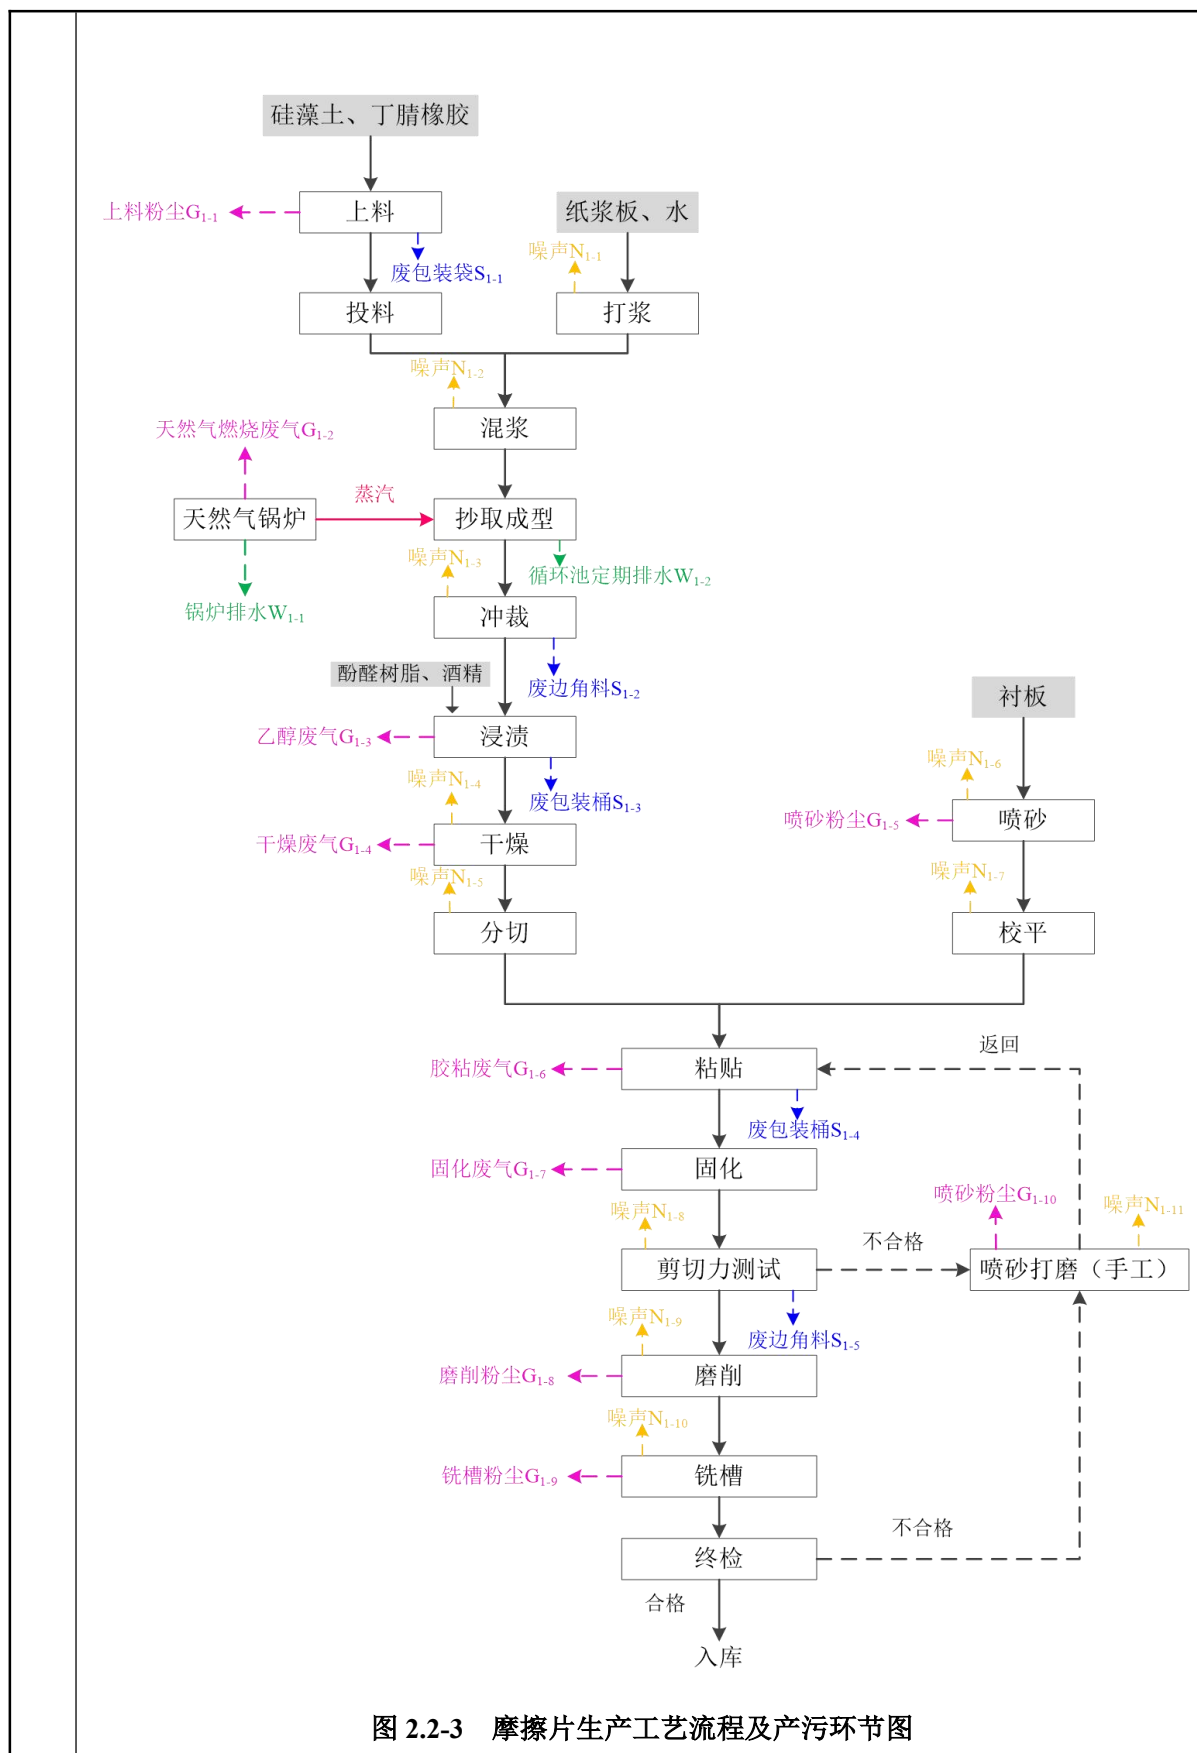 硅藻土、丁腈橡胶
上料粉尘G1-1
上料
纸浆板、水
噪声N1-1
废包装袋S1-1
投料
打浆
噪声N1-2
混浆
天然气燃烧废气G1-2
蒸汽
天然气锅炉
抄取成型
噪声N1-3
循环池定期排水W1-2
锅炉排水W1-1
冲裁
酚醛树脂、酒精
废边角料S1-2
衬板
乙醇废气G1-3
浸渍
噪声N1-6
噪声N1-4
废包装桶S1-3
喷砂粉尘G1-5
喷砂
干燥废气G1-4
干燥
噪声N1-5
噪声N1-7
分切
校平
返回
胶粘废气G1-6
粘贴
废包装桶S1-4
固化废气G1-7
固化
喷砂粉尘G1-10
噪声N1-11
噪声N1-8
不合格
剪切力测试
喷砂打磨（手工）
噪声N1-9
废边角料S1-5
磨削粉尘G1-8
磨削
噪声N1-10
铣槽粉尘G1-9
铣槽
不合格
终检
合格
入库
图 2.2-3 摩擦片生产工艺流程及产污环节图